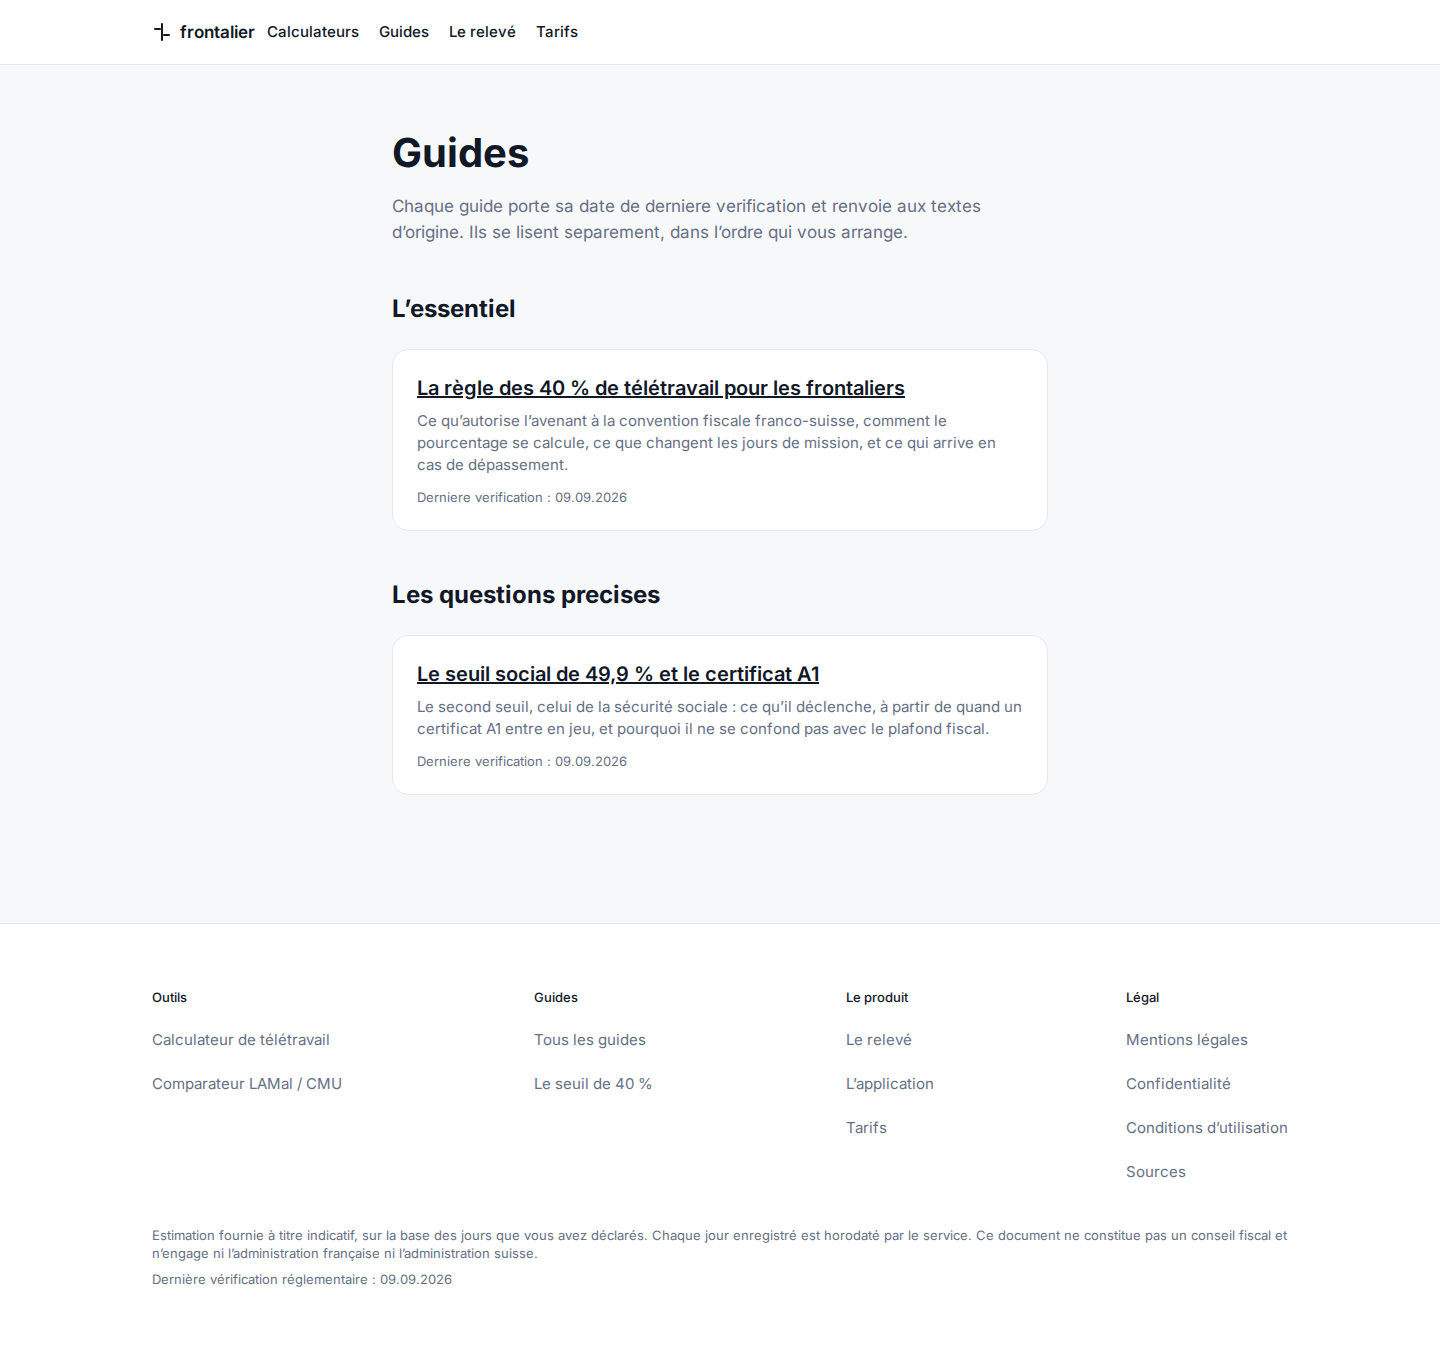 frontalier Calculateurs Guides Le relevé Tarifs
Guides
Chaque guide porte sa date de derniere verification et renvoie aux textes
d’origine. Ils se lisent separement, dans l’ordre qui vous arrange.
L’essentiel
La règle des 40 % de télétravail pour les frontaliers
Ce qu’autorise l’avenant à la convention fiscale franco-suisse, comment le
pourcentage se calcule, ce que changent les jours de mission, et ce qui arrive en
cas de dépassement.
Derniere verification : 09.09.2026
Les questions precises
Le seuil social de 49,9 % et le certificat A1
Le second seuil, celui de la sécurité sociale : ce qu’il déclenche, à partir de quand un
certificat A1 entre en jeu, et pourquoi il ne se confond pas avec le plafond fiscal.
Derniere verification : 09.09.2026
Outils
Calculateur de télétravail
Comparateur LAMal / CMU
Guides
Tous les guides
Le seuil de 40 %
Le produit
Le relevé
L’application
Tarifs
Légal
Mentions légales
Confidentialité
Conditions d’utilisation
Sources
Estimation fournie à titre indicatif, sur la base des jours que vous avez déclarés. Chaque jour enregistré est horodaté par le service. Ce document ne constitue pas un conseil fiscal et
n’engage ni l’administration française ni l’administration suisse.
Dernière vérification réglementaire : 09.09.2026